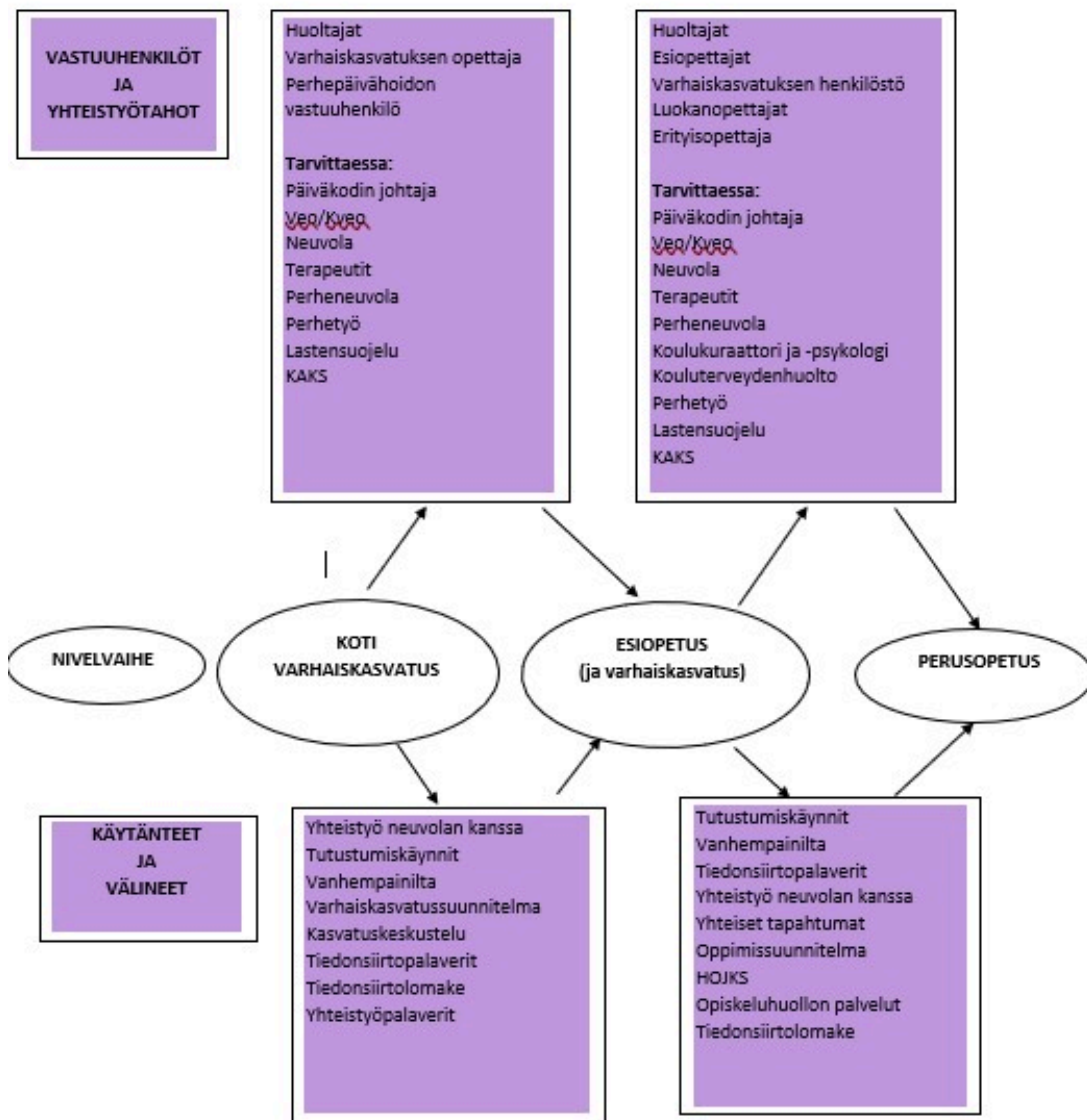 VASTUUHENKILÖT
JA
YHTEISTYÖTAHOT
Huoltajat
Varhaiskasvatuksen opettaja
Perhepäivähoidon
vastuuhenkilö
Tarvittaessa:
Päiväkodin johtaja
Veo/Kveo
Neuvola
Terapeutit
Perheneuvola
Perhetyö
Lastensuojelu
KAKS
Huoltajat
Esiopettajat
Varhaiskasvatuksen henkilöstö
Luokanopettajat
Erityisopettaja
Tarvittaessa:
Päiväkodin johtaja
Veo/Kveo
Neuvola
Terapeutit
Perheneuvola
Koulukuraattori ja -psykologi
Kouluterveydenhuolto
Perhetyö
Lastensuojelu
KAKS
NIVELVAIHE
KOTI
VARHAISKASVATUS
ESIOPETUS
(ja varhaiskasvatus)
PERUSOPETUS
KÄYTÄNTEET
JA
VÄLINEET
Yhteistyö neuvolan kanssa
Tutustumiskäynnit
Vanhempainilta
Varhaiskasvatussuunnitelma
Kasvatuskeskustelu
Tiedonsiirtopalaverit
Tiedonsiirtolomake
Yhteistyöpalaverit
Tutustumiskäynnit
Vanhempainilta
Tiedonsiirtopalaverit
Yhteistyö neuvolan kanssa
Yhteiset tapahtumat
Oppimissuunnitelma
HOJKS
Opiskeluhuollon palvelut
Tiedonsiirtolomake